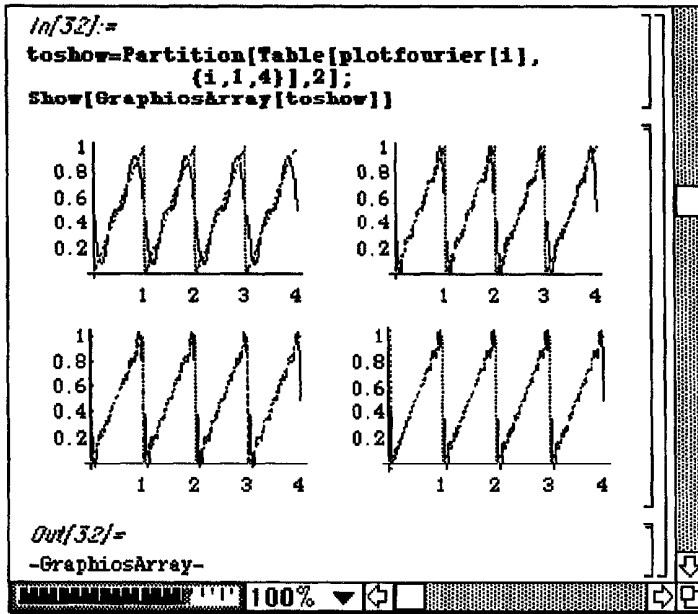 In[32]:=
toshow=Partition[Table[plotfourier[i],
{i,1,4}],2];
Show[GraphiosArray[toshow]]
1
0.8
0.6
0.4
0.2
1 2 3 4
1
0.8
0.6
0.4
0.2
1 2 3 4
1
0.8
0.6
0.4
0.2
1 2 3 4
1
0.8
0.6
0.4
0.2
1 2 3 4
Out[32]=
-GraphiosArray-
100%